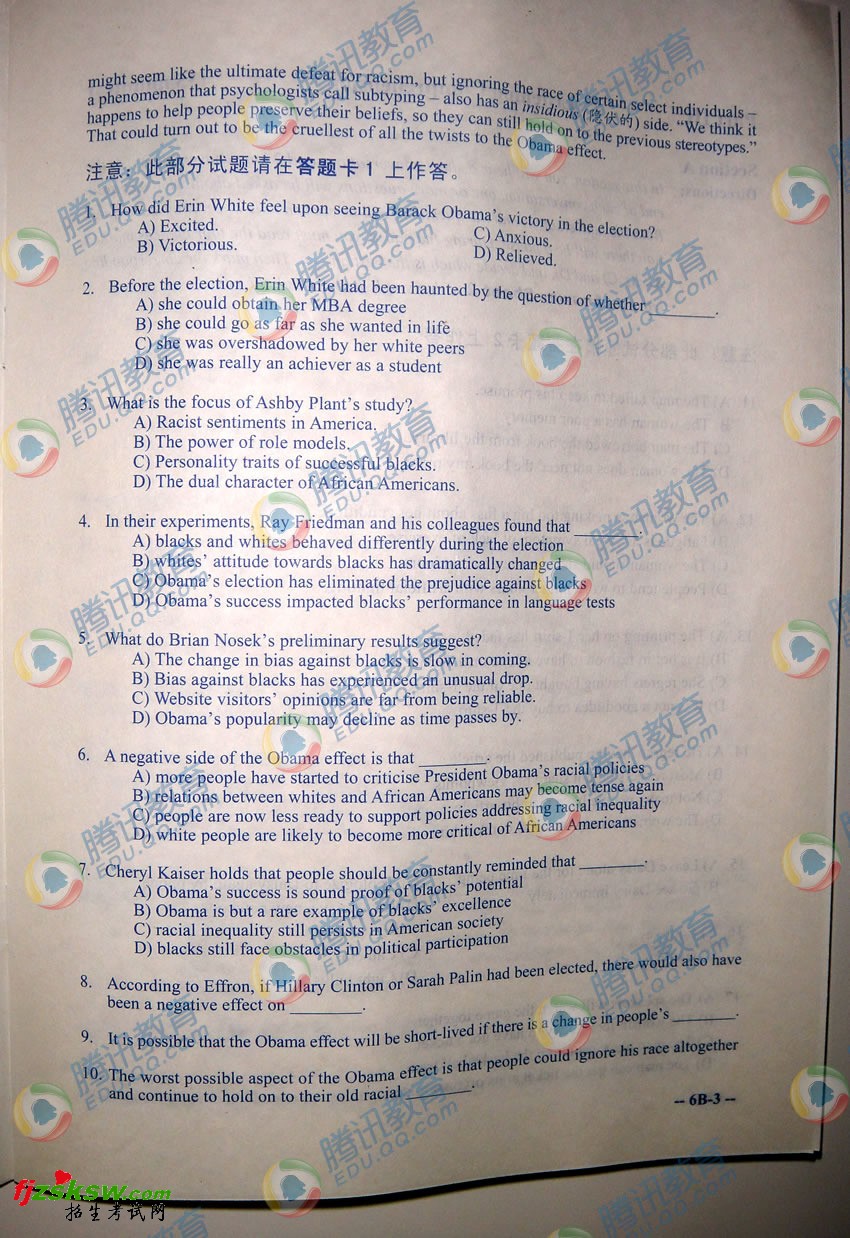 might seem like the ultimate defeat for racism, but ignoring the race of certain select individuals –
a phenomenon that psychologists call subtyping – also has an insidious (隐伏的) side. “We think it
happens to help people preserve their beliefs, so they can still hold on to the previous stereotypes.”
That could turn out to be the cruellest of all the twists to the Obama effect.
注意：此部分试题请在答题卡 1 上作答。
1. How did Erin White feel upon seeing Barack Obama’s victory in the election?
A) Excited.
C) Anxious.
B) Victorious.
D) Relieved.
2. Before the election, Erin White had been haunted by the question of whether ________.
A) she could obtain her MBA degree
B) she could go as far as she wanted in life
C) she was overshadowed by her white peers
D) she was really an achiever as a student
3. What is the focus of Ashby Plant’s study?
A) Racist sentiments in America.
B) The power of role models.
C) Personality traits of successful blacks.
D) The dual character of African Americans.
4. In their experiments, Ray Friedman and his colleagues found that ________.
A) blacks and whites behaved differently during the election
B) whites’ attitude towards blacks has dramatically changed
C) Obama’s election has eliminated the prejudice against blacks
D) Obama’s success impacted blacks’ performance in language tests
5. What do Brian Nosek’s preliminary results suggest?
A) The change in bias against blacks is slow in coming.
B) Bias against blacks has experienced an unusual drop.
C) Website visitors’ opinions are far from being reliable.
D) Obama’s popularity may decline as time passes by.
6. A negative side of the Obama effect is that ________.
A) more people have started to criticise President Obama’s racial policies
B) relations between whites and African Americans may become tense again
C) people are now less ready to support policies addressing racial inequality
D) white people are likely to become more critical of African Americans
7. Cheryl Kaiser holds that people should be constantly reminded that ________.
A) Obama’s success is sound proof of blacks’ potential
B) Obama is but a rare example of blacks’ excellence
C) racial inequality still persists in American society
D) blacks still face obstacles in political participation
8. According to Effron, if Hillary Clinton or Sarah Palin had been elected, there would also have
been a negative effect on ________.
9. It is possible that the Obama effect will be short-lived if there is a change in people’s ________.
10. The worst possible aspect of the Obama effect is that people could ignore his race altogether
and continue to hold on to their old racial ________.
-- 6B-3 --
腾讯教育
EDU.QQ.COM
fjzsksw.com
招生考试网